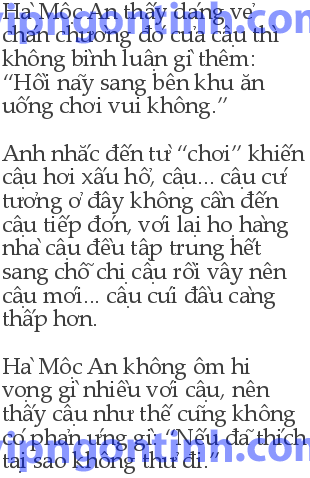 vipngontinh.com
Hà Mộc An thấy dáng vẻ
chán chường đó của cậu thì
không bình luận gì thêm:
“Hồi nãy sang bên khu ăn
uống chơi vui không.”
Anh nhắc đến từ “chơi” khiến
cậu hơi xấu hổ, cậu... cậu cứ
tưởng ở đây không cần đến
cậu tiếp đón, với lại họ hàng
nhà cậu đều tập trung hết
sang chỗ chị cậu rồi vậy nên
cậu mới... cậu cúi đầu càng
thấp hơn.
Hà Mộc An không ôm hi
vọng gì nhiều với cậu, nên
thấy cậu như thế cũng không
có phản ứng gì: “Nếu đã thích
tại sao không thử đi.”
vipngontinh.com